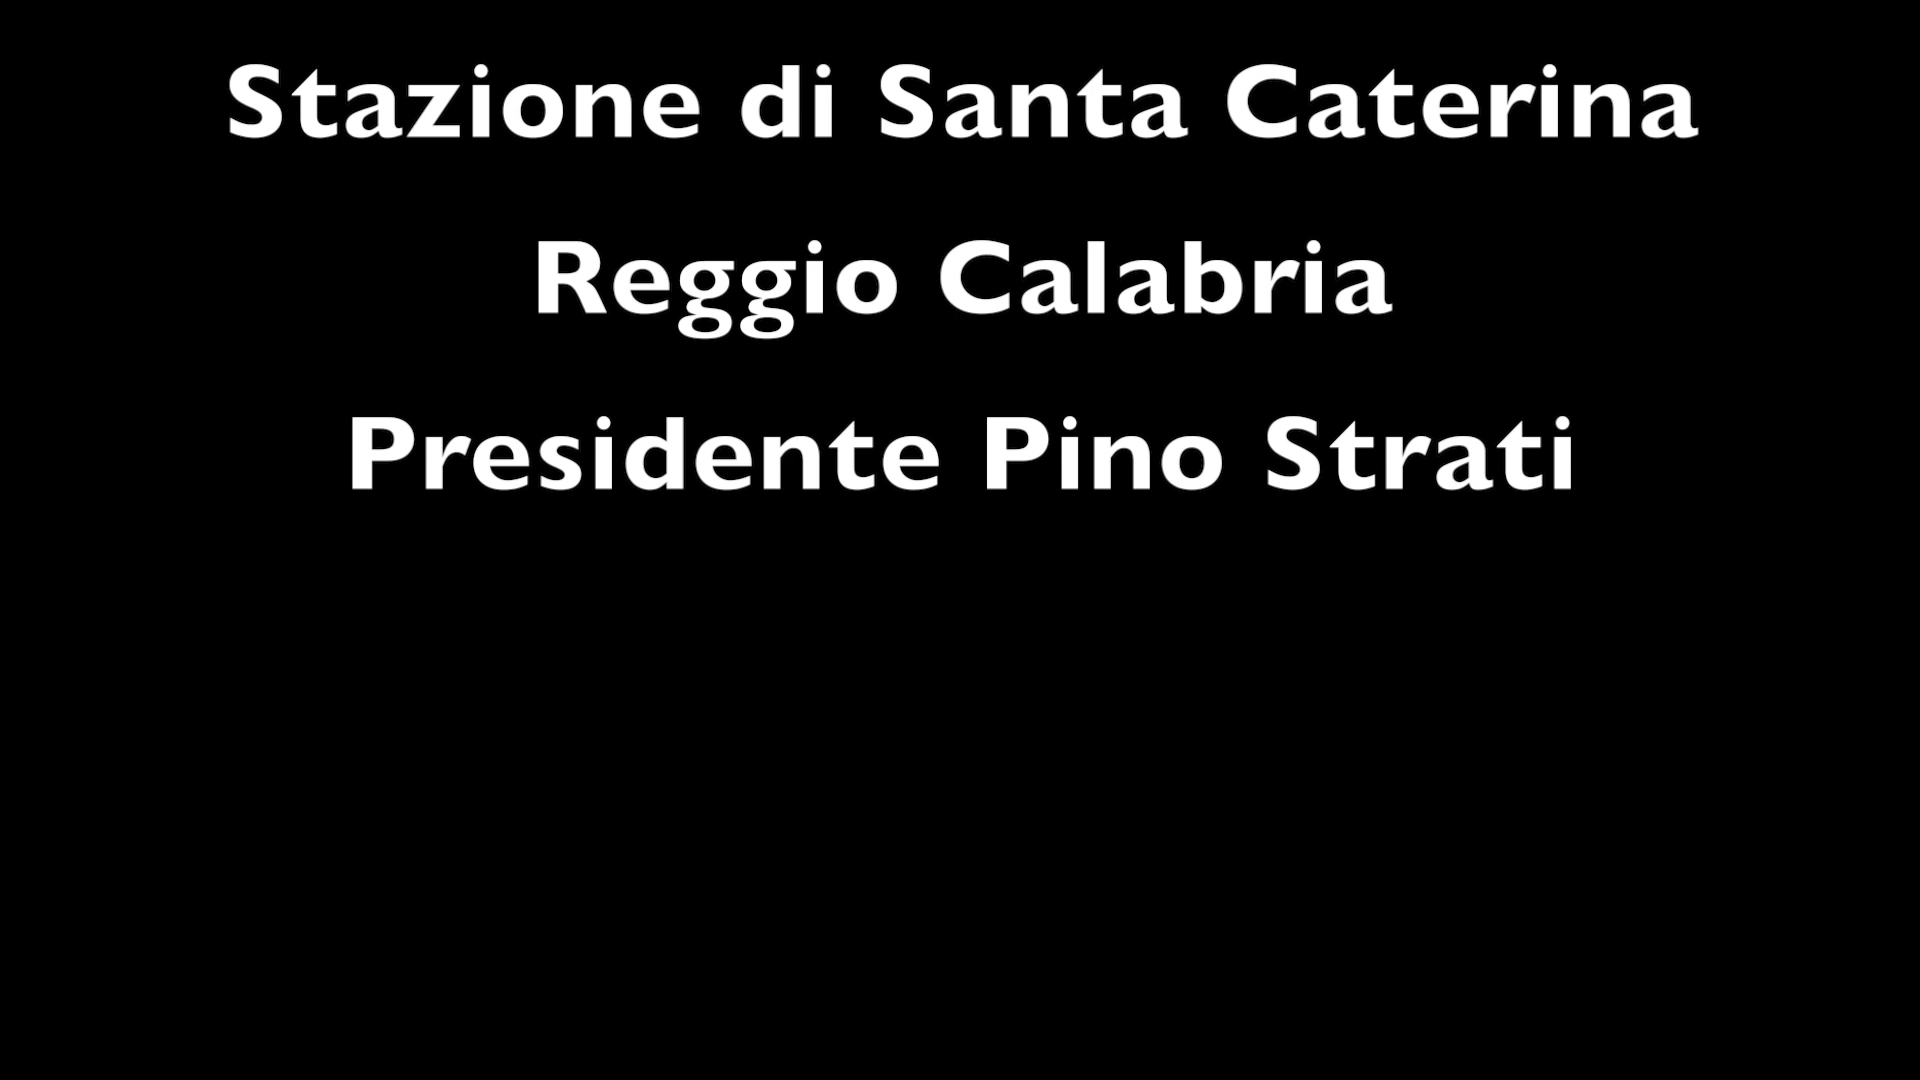 Stazione di Santa Caterina
Reggio Calabria
Presidente Pino Strati